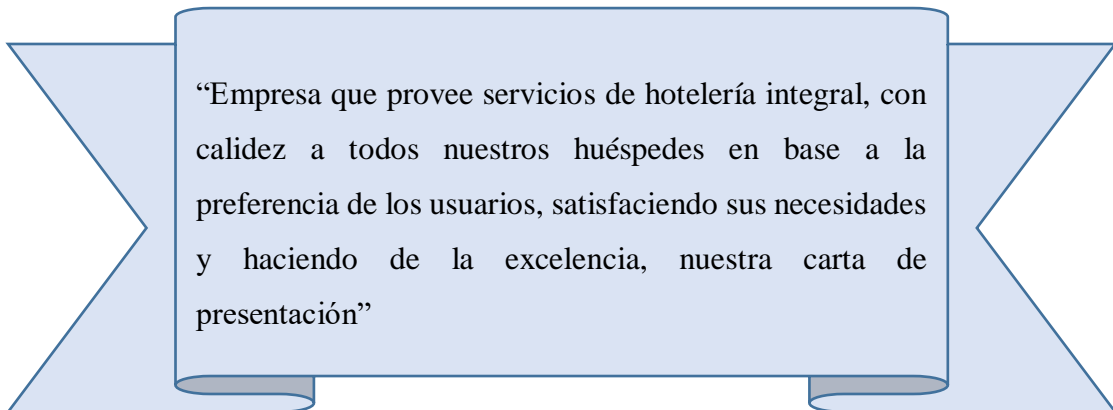 “Empresa que provee servicios de hotelería integral, con
calidez a todos nuestros huéspedes en base a la
preferencia de los usuarios, satisfaciendo sus necesidades
y haciendo de la excelencia, nuestra carta de
presentación”